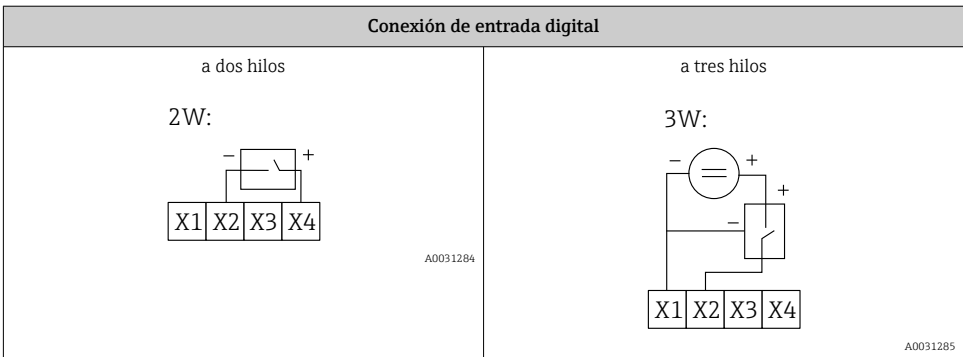 Conexión de entrada digital
a dos hilos
2W:
− +
X1 X2 X3 X4
A0031284
a tres hilos
3W:
− +
+
−
X1 X2 X3 X4
A0031285